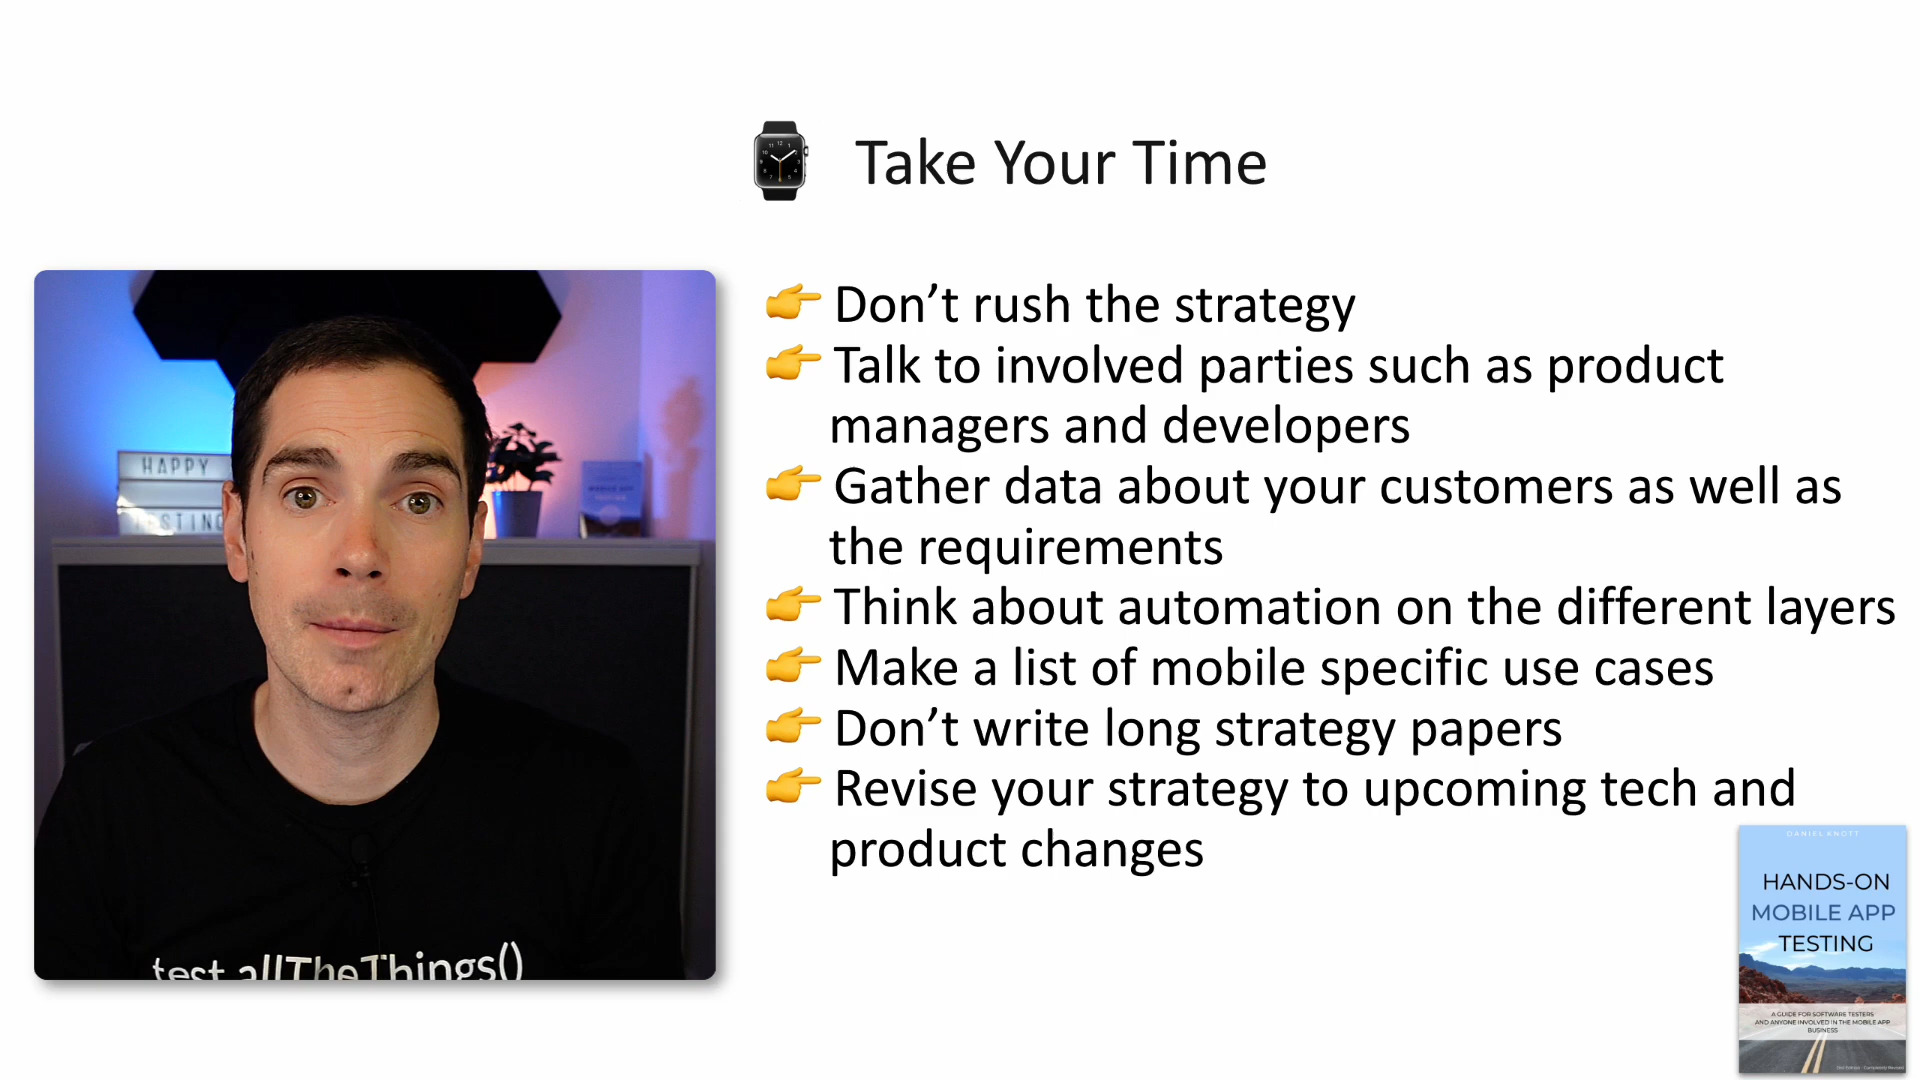 Take Your Time
👉 Don’t rush the strategy
👉 Talk to involved parties such as product
managers and developers
👉 Gather data about your customers as well as
the requirements
👉 Think about automation on the different layers
👉 Make a list of mobile specific use cases
👉 Don’t write long strategy papers
👉 Revise your strategy to upcoming tech and
product changes
HAPPY
TESTING
test.allTheThings()
DANIEL KNOTT
HANDS-ON
MOBILE APP
TESTING
A GUIDE FOR SOFTWARE TESTERS
AND ANYONE INVOLVED IN THE MOBILE APP
BUSINESS